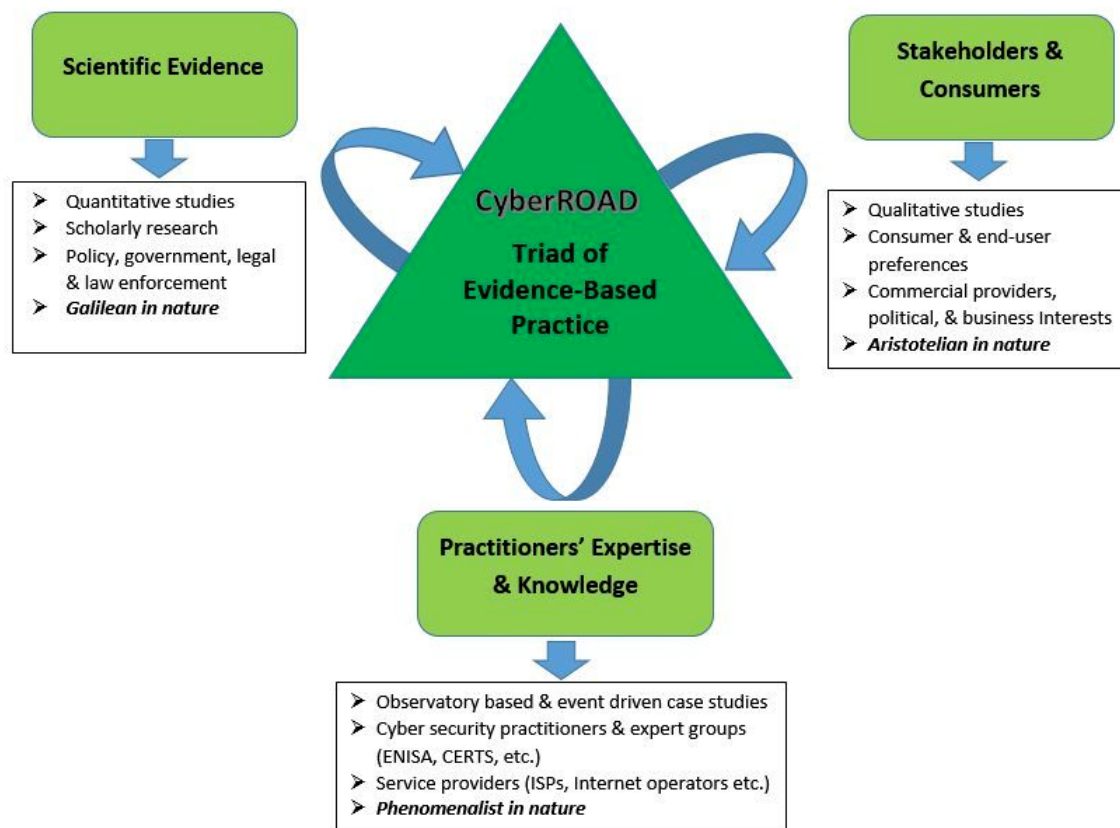 Scientific Evidence
➢ Quantitative studies
➢ Scholarly research
➢ Policy, government, legal
& law enforcement
➢ Galilean in nature
CyberROAD
Triad of
Evidence-Based
Practice
Stakeholders &
Consumers
➢ Qualitative studies
➢ Consumer & end-user
preferences
➢ Commercial providers,
political, & business Interests
➢ Aristotelian in nature
Practitioners’ Expertise
& Knowledge
➢ Observatory based & event driven case studies
➢ Cyber security practitioners & expert groups
(ENISA, CERTS, etc.)
➢ Service providers (ISPs, Internet operators etc.)
➢ Phenomenalist in nature